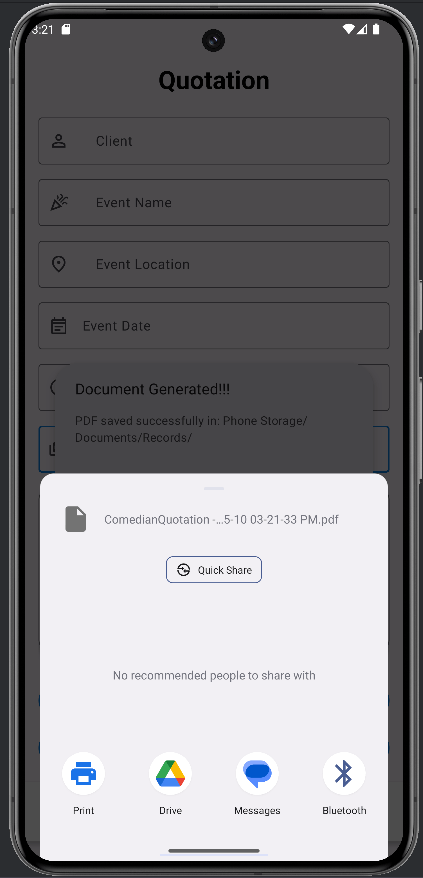 3:21
Quotation
Client
Event Name
Event Location
Event Date
Document Generated!!!
PDF saved successfully in: Phone Storage/
Documents/Records/
ComedianQuotation -...5-10 03-21-33 PM.pdf
Quick Share
No recommended people to share with
Print
Drive
Messages
Bluetooth